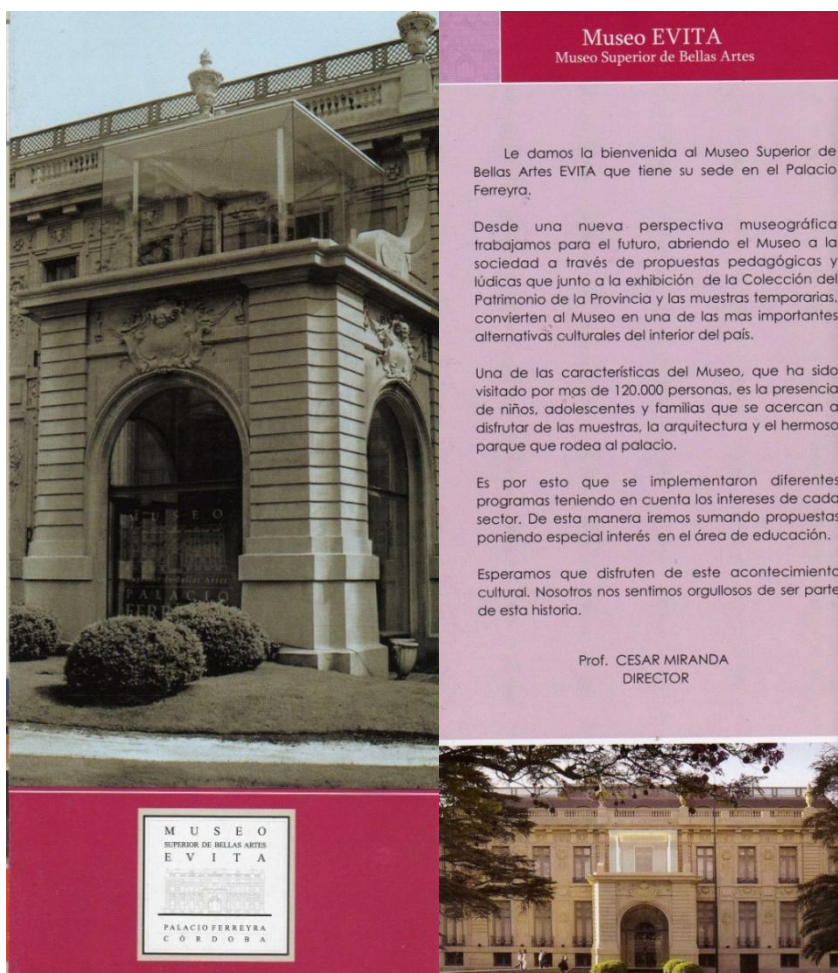 MUSEO
Superior de Bellas Artes
PALACIO
MUSEO
SUPERIOR DE BELLAS ARTES
EVITA
PALACIO FERREYRA
CÓRDOBA
Museo EVITA
Museo Superior de Bellas Artes
Le damos la bienvenida al Museo Superior de
Bellas Artes EVITA que tiene su sede en el Palacio
Ferreyra.
Desde una nueva perspectiva museográfica
trabajamos para el futuro, abriendo el Museo a la
sociedad a través de propuestas pedagógicas y
lúdicas que junto a la exhibición de la Colección del
Patrimonio de la Provincia y las muestras temporarias,
convierten al Museo en una de las mas importantes
alternativas culturales del interior del país.
Una de las características del Museo, que ha sido
visitado por mas de 120.000 personas, es la presencia
de niños, adolescentes y familias que se acercan a
disfrutar de las muestras, la arquitectura y el hermoso
parque que rodea al palacio.
Es por esto que se implementaron diferentes
programas teniendo en cuenta los intereses de cada
sector. De esta manera iremos sumando propuestas
poniendo especial interés en el área de educación.
Esperamos que disfruten de este acontecimiento
cultural. Nosotros nos sentimos orgullosos de ser parte
de esta historia.
Prof. CESAR MIRANDA
DIRECTOR